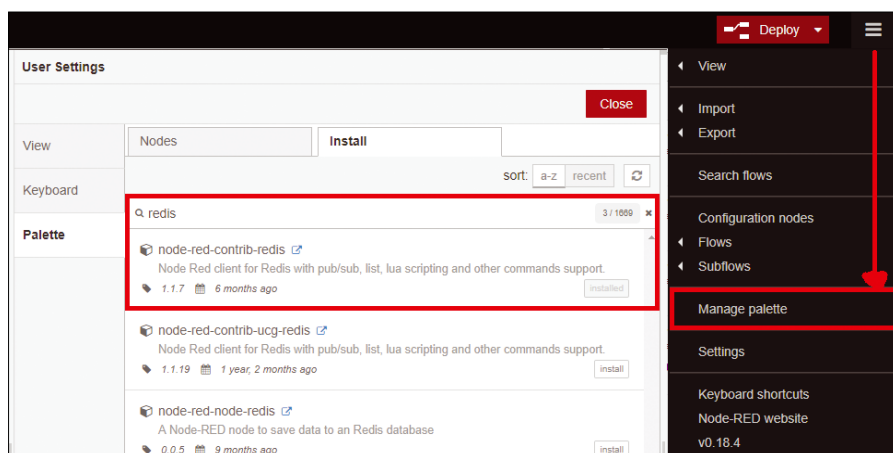 Deploy
User Settings
Close
View
Keyboard
Palette
Nodes
Install
sort: a-z recent
redis
3 / 1669 ×
node-red-contrib-redis
Node Red client for Redis with pub/sub, list, lua scripting and other commands support.
1.1.7 6 months ago
installed
node-red-contrib-ucg-redis
Node Red client for Redis with pub/sub, list, lua scripting and other commands support.
1.1.19 1 year, 2 months ago
install
node-red-node-redis
A Node-RED node to save data to an Redis database
0.0.5 9 months ago
install
View
Import
Export
Search flows
Configuration nodes
Flows
Subflows
Manage palette
Settings
Keyboard shortcuts
Node-RED website
v0.18.4